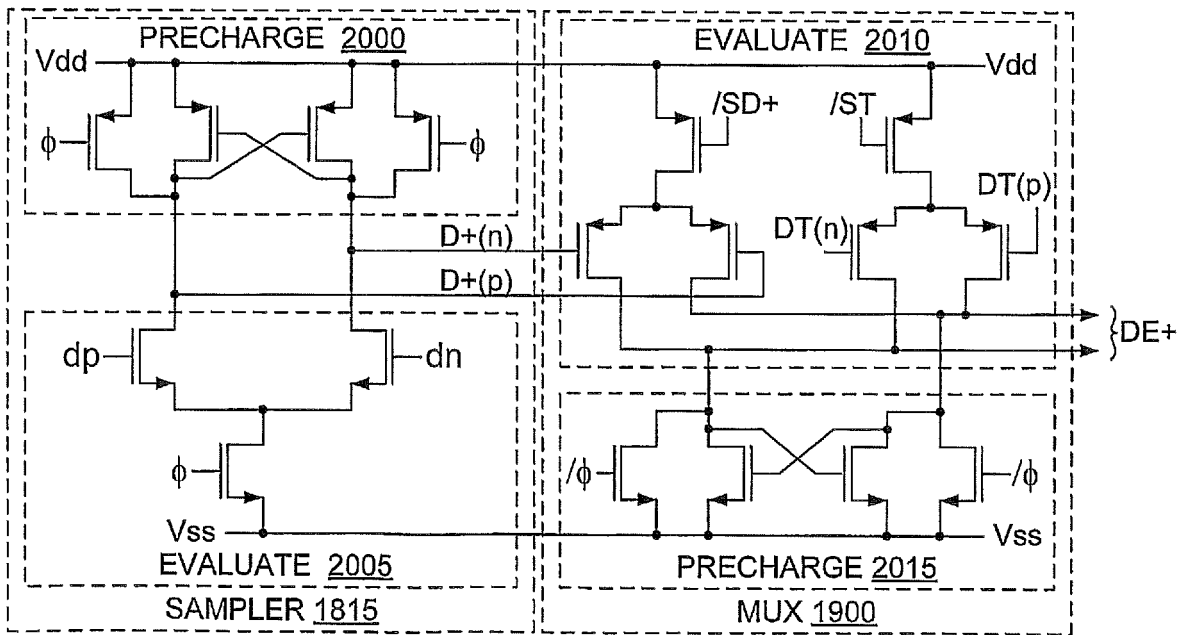 PRECHARGE 2000
Vdd
ϕ
ϕ
D+(n)
D+(p)
dp
dn
ϕ
Vss
EVALUATE 2005
SAMPLER 1815
EVALUATE 2010
Vdd
/SD+
/ST
DT(p)
DT(n)
}DE+
/ϕ
/ϕ
Vss
PRECHARGE 2015
MUX 1900